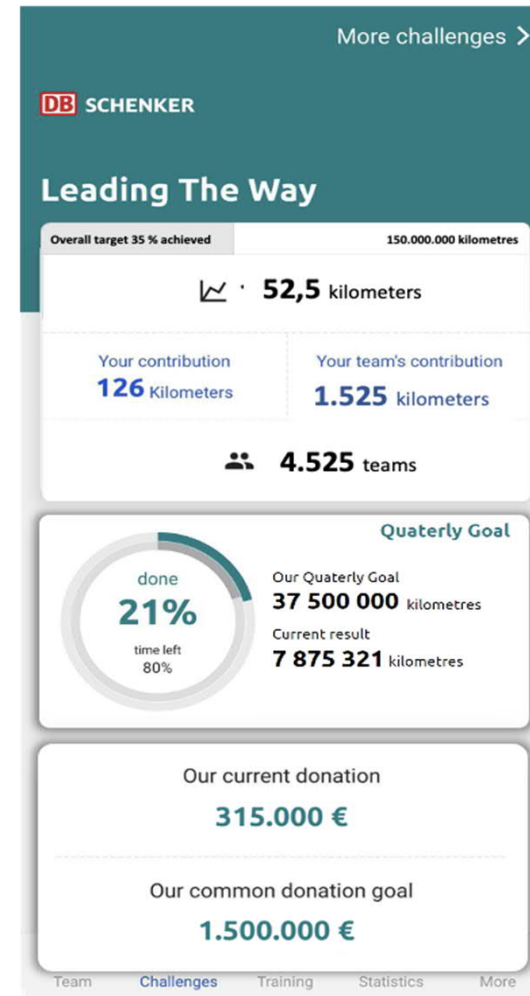 More challenges >
DB SCHENKER
Leading The Way
Overall target 35 % achieved 150.000.000 kilometres
52,5 kilometers
Your contribution
126 Kilometers
Your team's contribution
1.525 kilometers
4.525 teams
Quaterly Goal
done
21%
time left
80%
Our Quaterly Goal
37 500 000 kilometres
Current result
7 875 321 kilometres
Our current donation
315.000 €
Our common donation goal
1.500.000 €
Team Challenges Training Statistics More